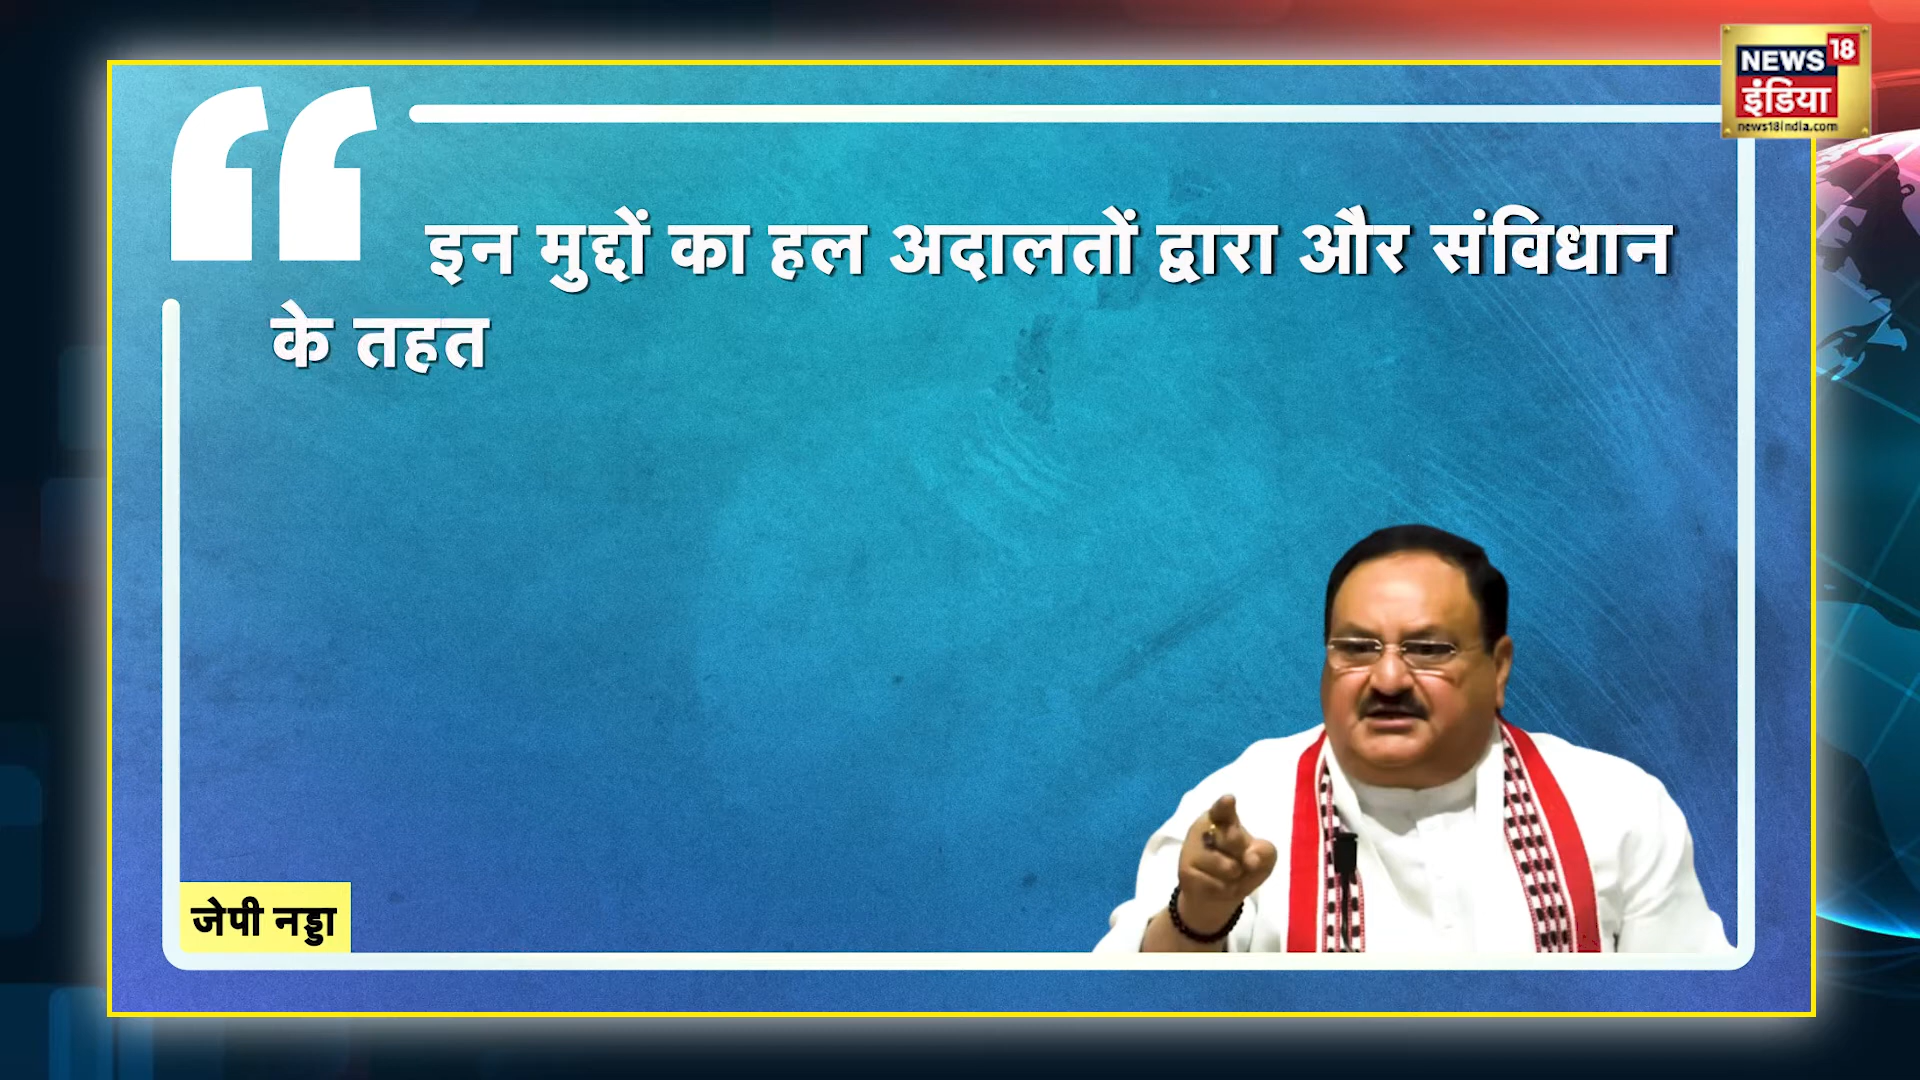 NEWS 18
इंडिया
news18india.com
इन मुद्दों का हल अदालतों द्वारा और संविधान
के तहत
जेपी नड्डा